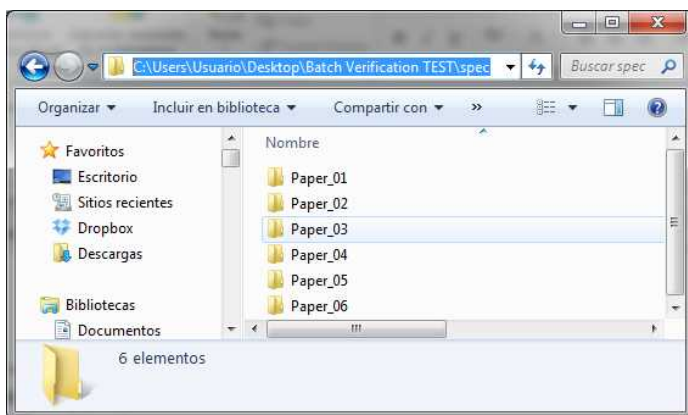 C:\Users\Usuario\Desktop\Batch Verification TEST\spec
Buscar spec
Organizar
Incluir en biblioteca
Compartir con
»
Favoritos
Escritorio
Sitios recientes
Dropbox
Descargas
Bibliotecas
Documentos
Nombre
Paper_01
Paper_02
Paper_03
Paper_04
Paper_05
Paper_06
6 elementos